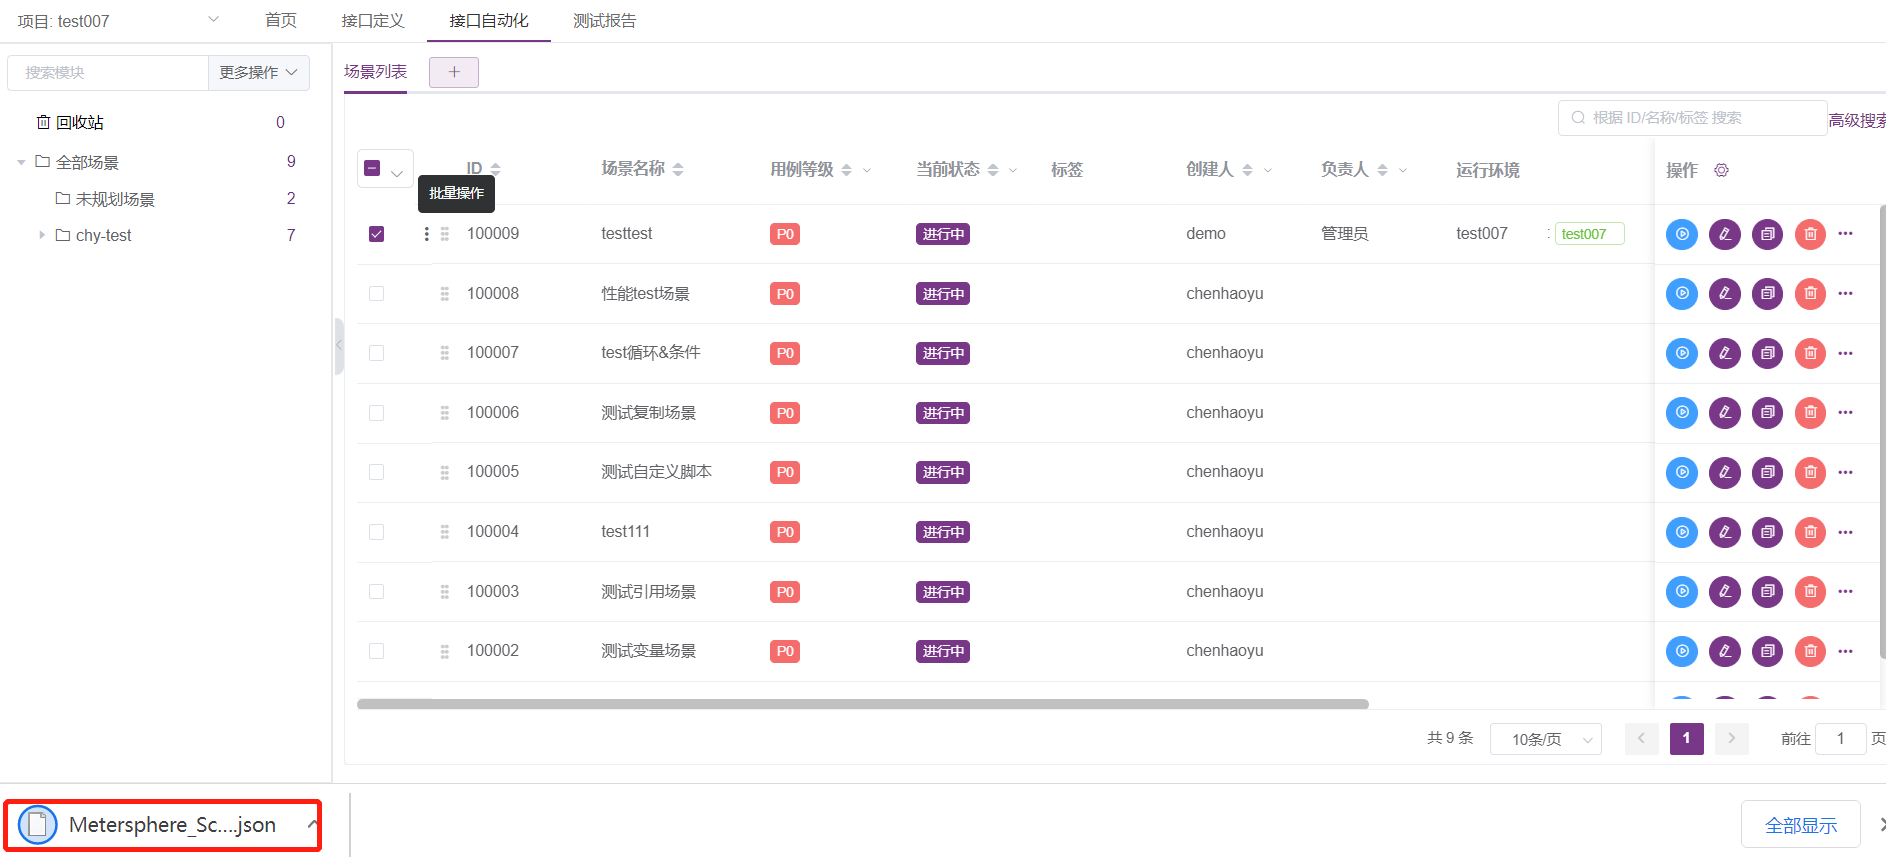 项目: test007 首页 接口定义 接口自动化 测试报告
搜索模块 更多操作
回收站 0
全部场景 9
未规划场景 2
chy-test 7
场景列表 +
根据 ID/名称/标签 搜索 高级搜索
ID 场景名称 用例等级 当前状态 标签 创建人 负责人 运行环境 操作
批量操作
100009 testtest P0 进行中 demo 管理员 test007 : test007
100008 性能test场景 P0 进行中 chenhaoyu
100007 test循环&条件 P0 进行中 chenhaoyu
100006 测试复制场景 P0 进行中 chenhaoyu
100005 测试自定义脚本 P0 进行中 chenhaoyu
100004 test111 P0 进行中 chenhaoyu
100003 测试引用场景 P0 进行中 chenhaoyu
100002 测试变量场景 P0 进行中 chenhaoyu
共 9 条 10条/页 1 前往 1 页
Metersphere_Sc....json 全部显示